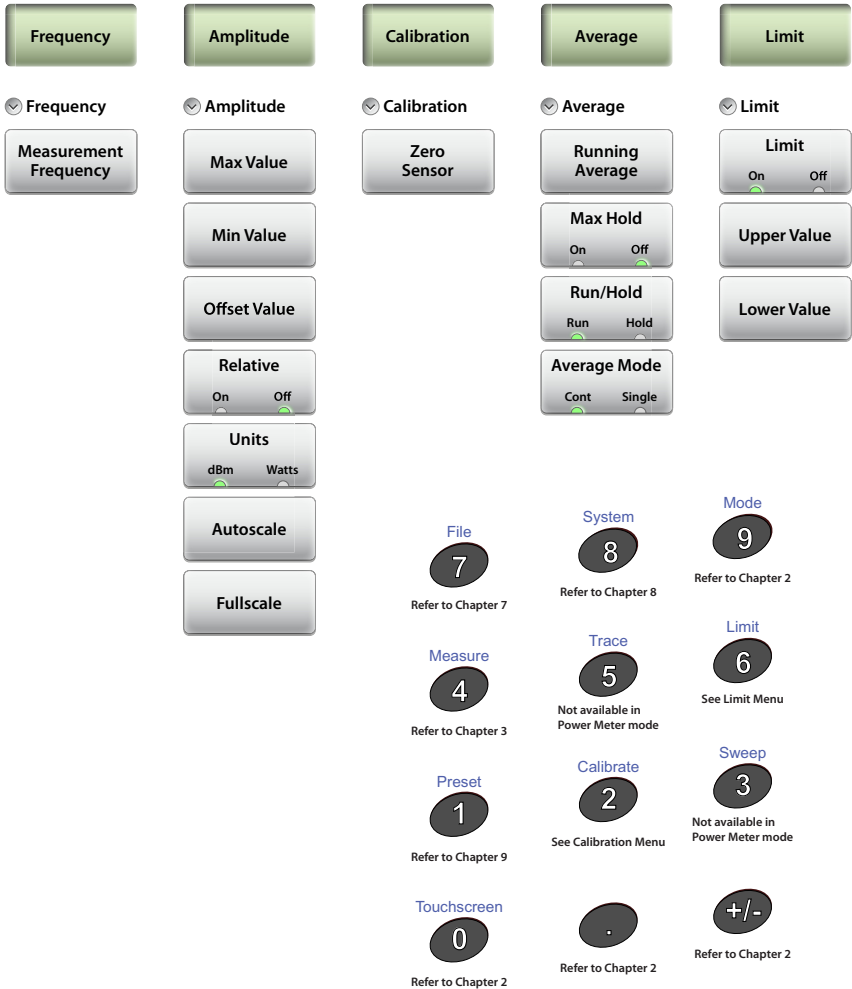 Frequency
Amplitude
Calibration
Average
Limit
Frequency
Measurement
Frequency
Amplitude
Max Value
Min Value
Offset Value
Relative
On Off
Units
dBm Watts
Autoscale
Fullscale
Calibration
Zero
Sensor
Average
Running
Average
Max Hold
On Off
Run/Hold
Run Hold
Average Mode
Cont Single
Limit
Limit
On Off
Upper Value
Lower Value
File
7
Refer to Chapter 7
System
8
Refer to Chapter 8
Mode
9
Refer to Chapter 2
Measure
4
Refer to Chapter 3
Trace
5
Not available in
Power Meter mode
Limit
6
See Limit Menu
Preset
1
Refer to Chapter 9
Calibrate
2
See Calibration Menu
Sweep
3
Not available in
Power Meter mode
Touchscreen
0
Refer to Chapter 2
.
Refer to Chapter 2
+/-
Refer to Chapter 2